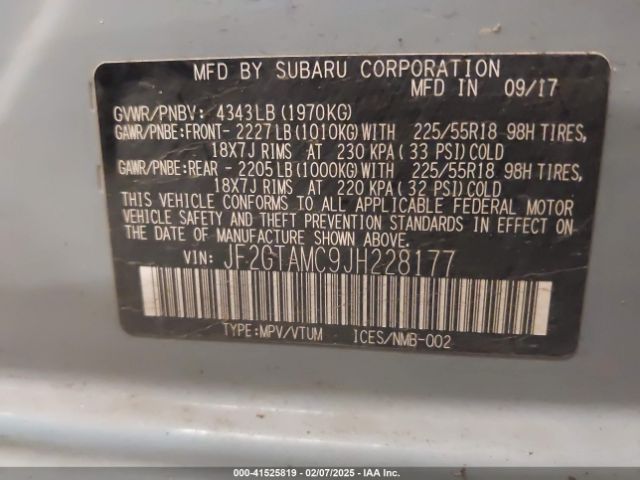 MFD BY SUBARU CORPORATION
MFD IN 09/17
GVWR/PNBV: 4343LB(1970KG)
GAWR/PNBE:FRONT- 2227LB(1010KG)WITH 225/55R18 98H TIRES,
18X7J RIMS AT 230 KPA(33 PSI)COLD
GAWR/PNBE:REAR - 2205LB(1000KG)WITH 225/55R18 98H TIRES,
18X7J RIMS AT 220 KPA(32 PSI)COLD
THIS VEHICLE CONFORMS TO ALL APPLICABLE FEDERAL MOTOR
VEHICLE SAFETY AND THEFT PREVENTION STANDARDS IN EFFECT ON
THE DATE OF MANUFACTURE SHOWN ABOVE.
VIN: JF2GTAMC9JH228177
TYPE:MPV/VTUM ICES/NMB-002
000-41525819 - 02/07/2025 - IAA Inc.